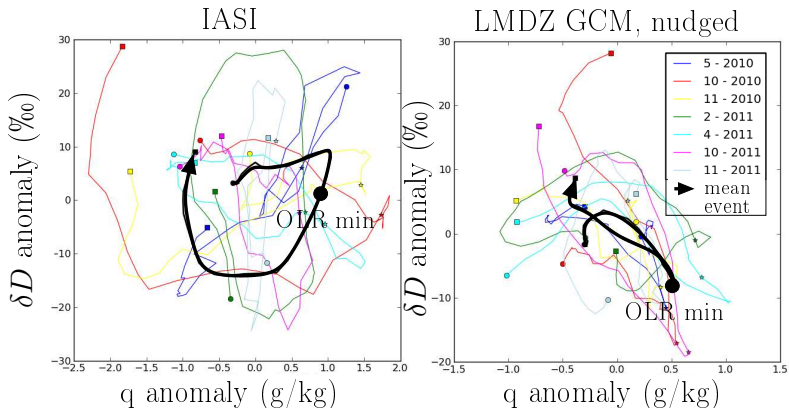 IASI
30
20
10
0
−10
−20
−30
−2.5 −2.0 −1.5 −1.0 −0.5 0.0 0.5 1.0 1.5 2.0
δD anomaly (‰)
q anomaly (g/kg)
OLR min
LMDZ GCM, nudged
30
20
10
0
−10
−20
−1.5 −1.0 −0.5 0.0 0.5 1.0 1.5
δD anomaly (‰)
q anomaly (g/kg)
OLR min
5 - 2010
10 - 2010
11 - 2010
2 - 2011
4 - 2011
10 - 2011
11 - 2011
mean
event